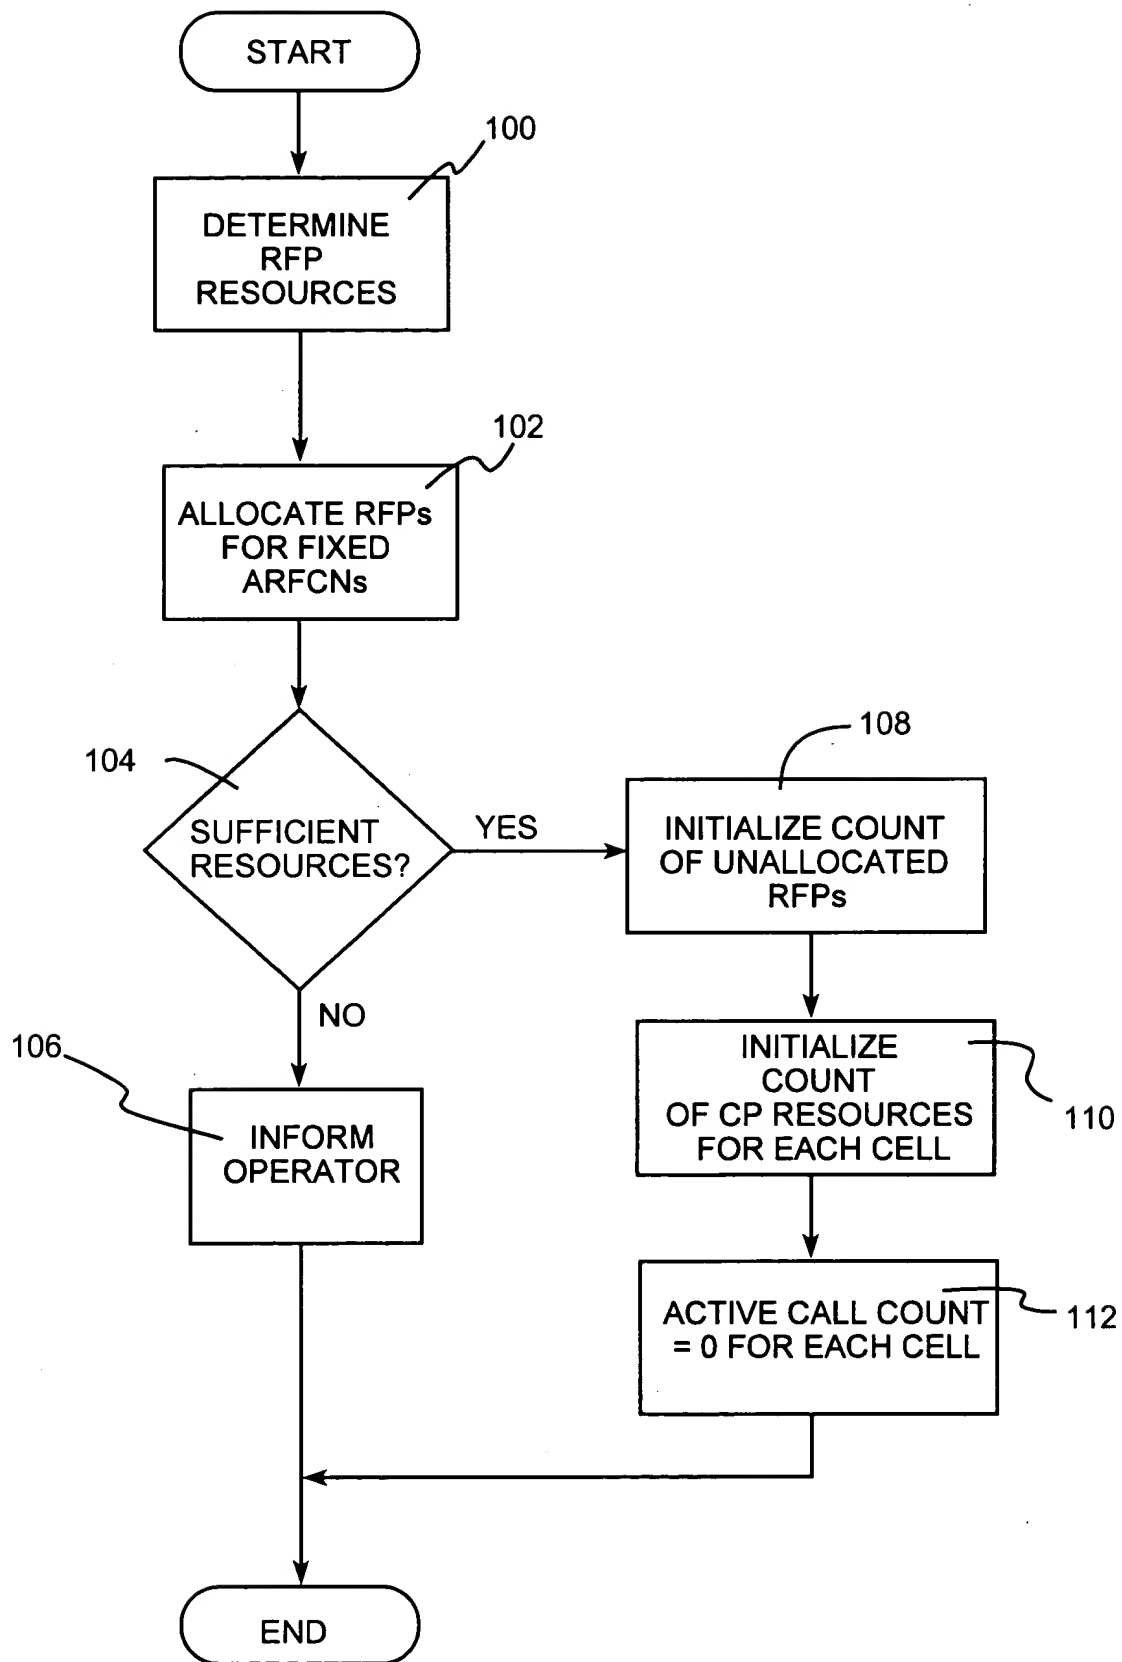 START
100
DETERMINE
RFP
RESOURCES
102
ALLOCATE RFPs
FOR FIXED
ARFCNs
104
SUFFICIENT
RESOURCES?
YES
NO
108
INITIALIZE COUNT
OF UNALLOCATED
RFPs
106
INFORM
OPERATOR
INITIALIZE
COUNT
OF CP RESOURCES
FOR EACH CELL
110
ACTIVE CALL COUNT
= 0 FOR EACH CELL
112
END